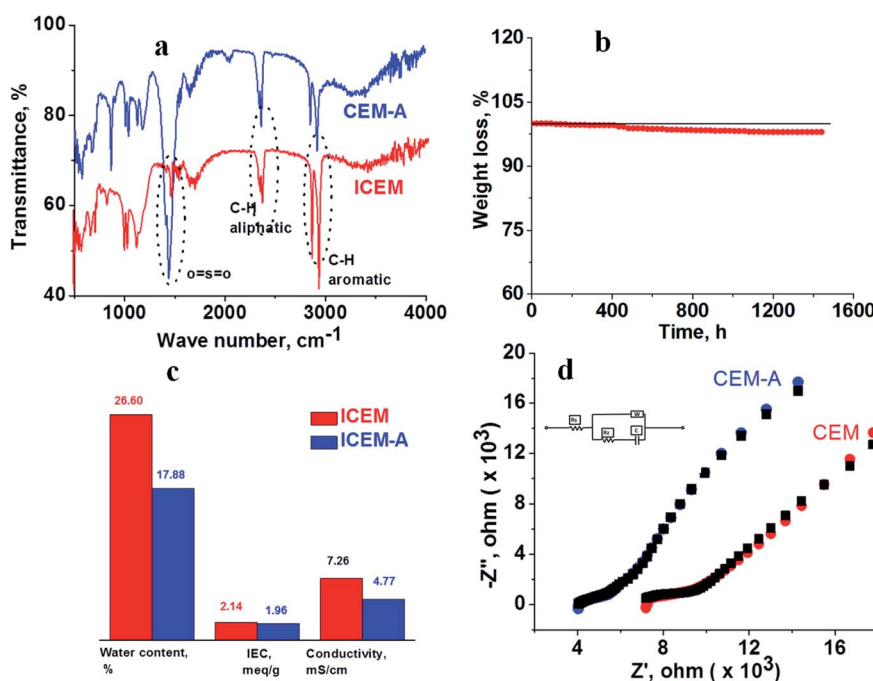 a
100
80
60
40
Transmittance, %
CEM-A
ICEM
C-H
aliphatic
o=s=o
C-H
aromatic
1000
2000
3000
4000
Wave number, cm-1
b
120
105
90
75
60
Weight loss, %
0
400
800
1200
1600
Time, h
c
26.60
17.88
ICEM
ICEM-A
2.14
1.96
7.26
4.77
Water content,
%
IEC,
meq/g
Conductivity,
mS/cm
d
20
16
12
8
4
0
-Z", ohm ( x 10³)
CEM-A
CEM
Rs
Rs
W
C
4
8
12
16
Z', ohm ( x 10³)